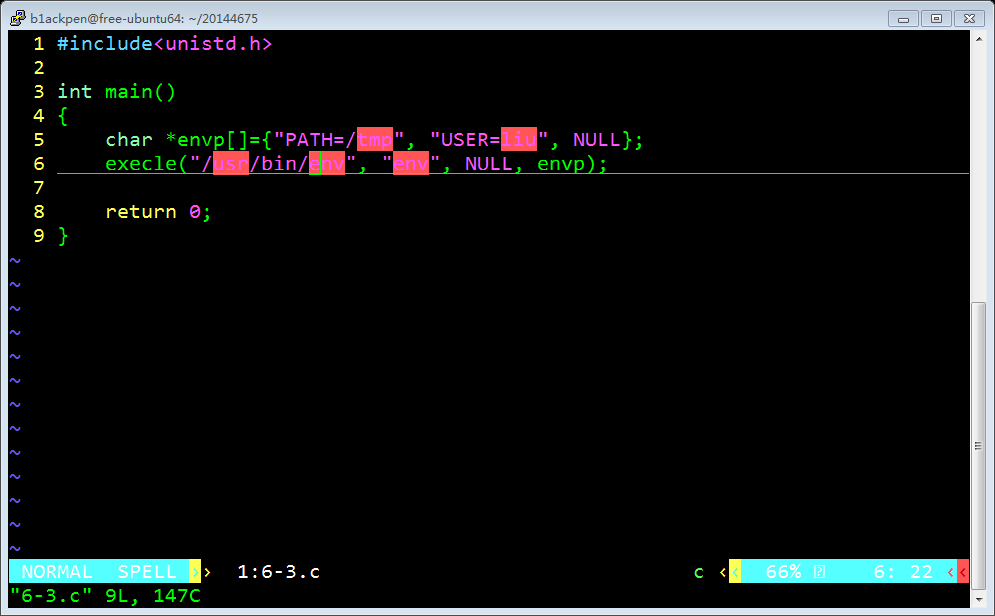 b1ackpen@free-ubuntu64: ~/20144675
1 #include<unistd.h>
2
3 int main()
4 {
5     char *envp[]={"PATH=/tmp", "USER=liu", NULL};
6     execle("/usr/bin/env", "env", NULL, envp);
7
8     return 0;
9 }
~
~
~
~
~
~
~
~
~
~
~
~
~
NORMAL  SPELL  › 1:6-3.c c ‹ 66% 6: 22 ‹ ‹
"6-3.c" 9L, 147C